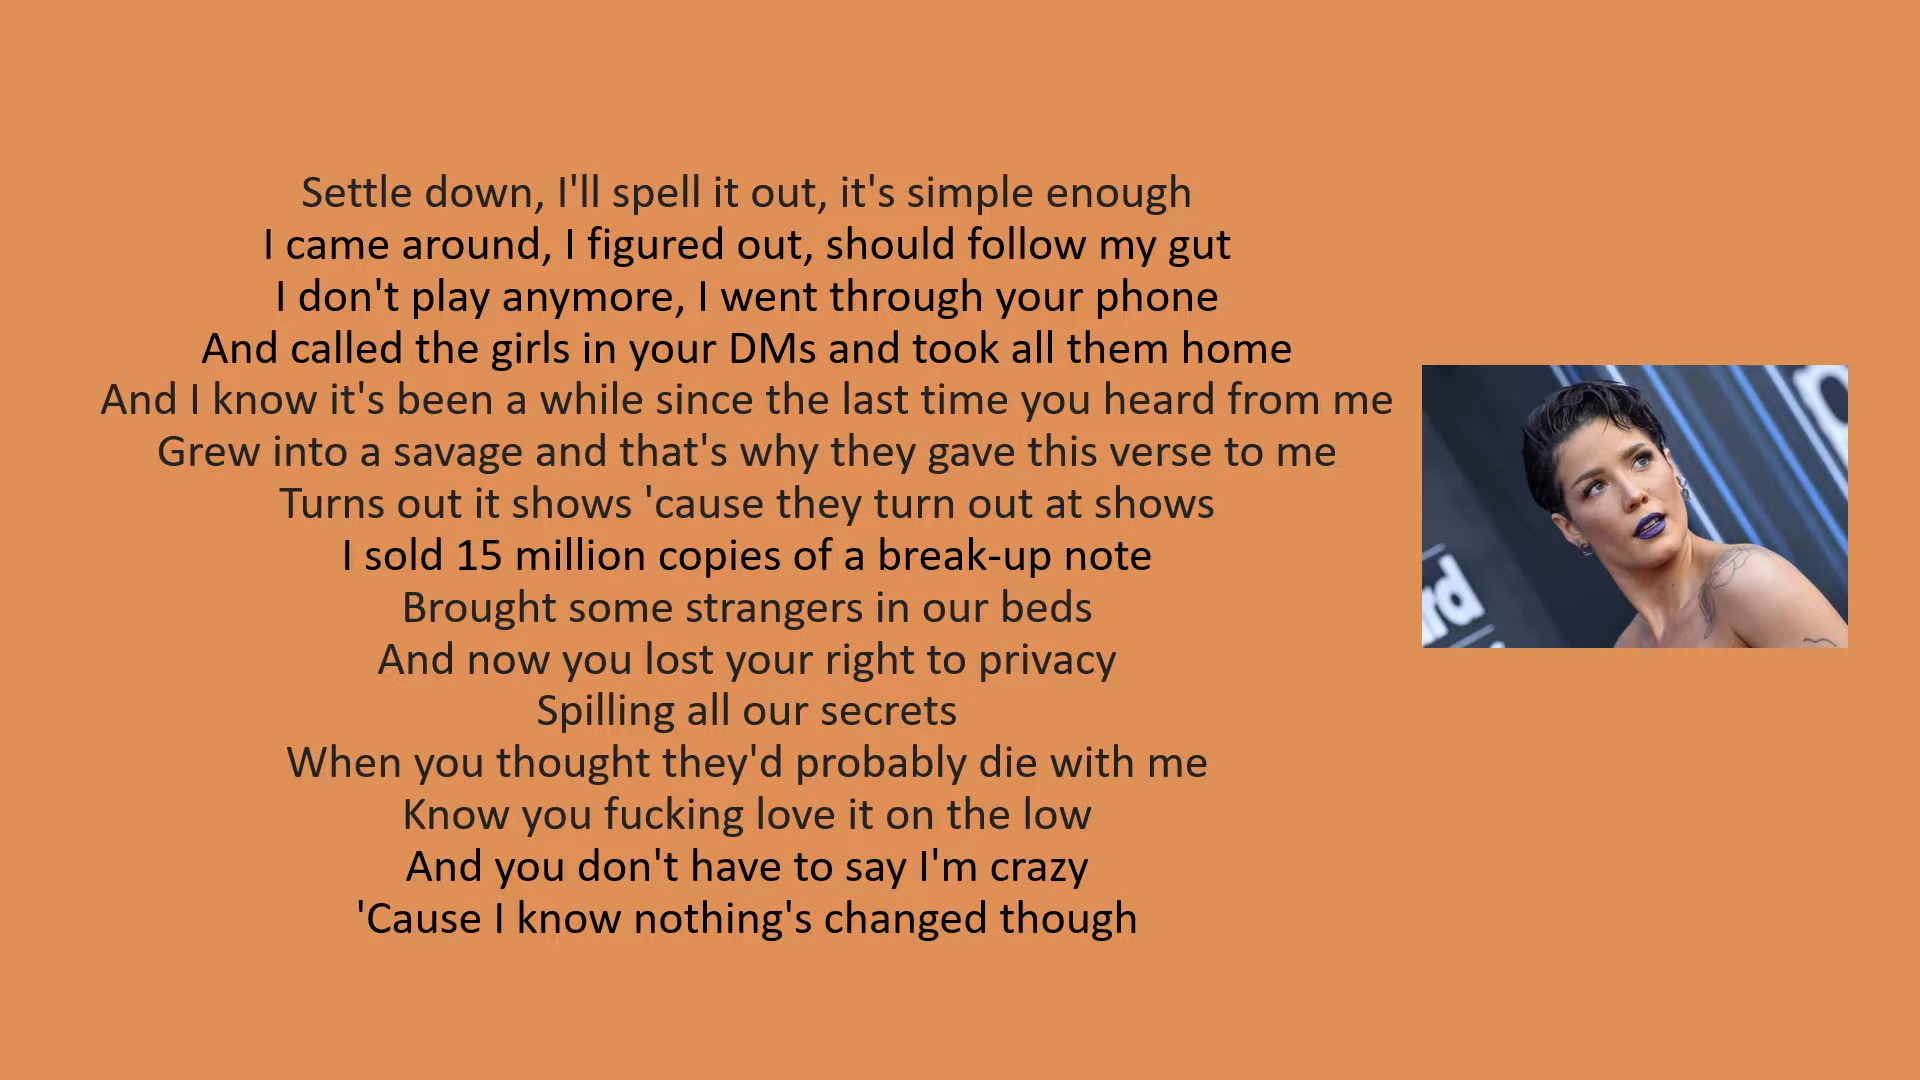 Settle down, I'll spell it out, it's simple enough
I came around, I figured out, should follow my gut
I don't play anymore, I went through your phone
And called the girls in your DMs and took all them home
And I know it's been a while since the last time you heard from me
Grew into a savage and that's why they gave this verse to me
Turns out it shows 'cause they turn out at shows
I sold 15 million copies of a break-up note
Brought some strangers in our beds
And now you lost your right to privacy
Spilling all our secrets
When you thought they'd probably die with me
Know you fucking love it on the low
And you don't have to say I'm crazy
'Cause I know nothing's changed though
rd